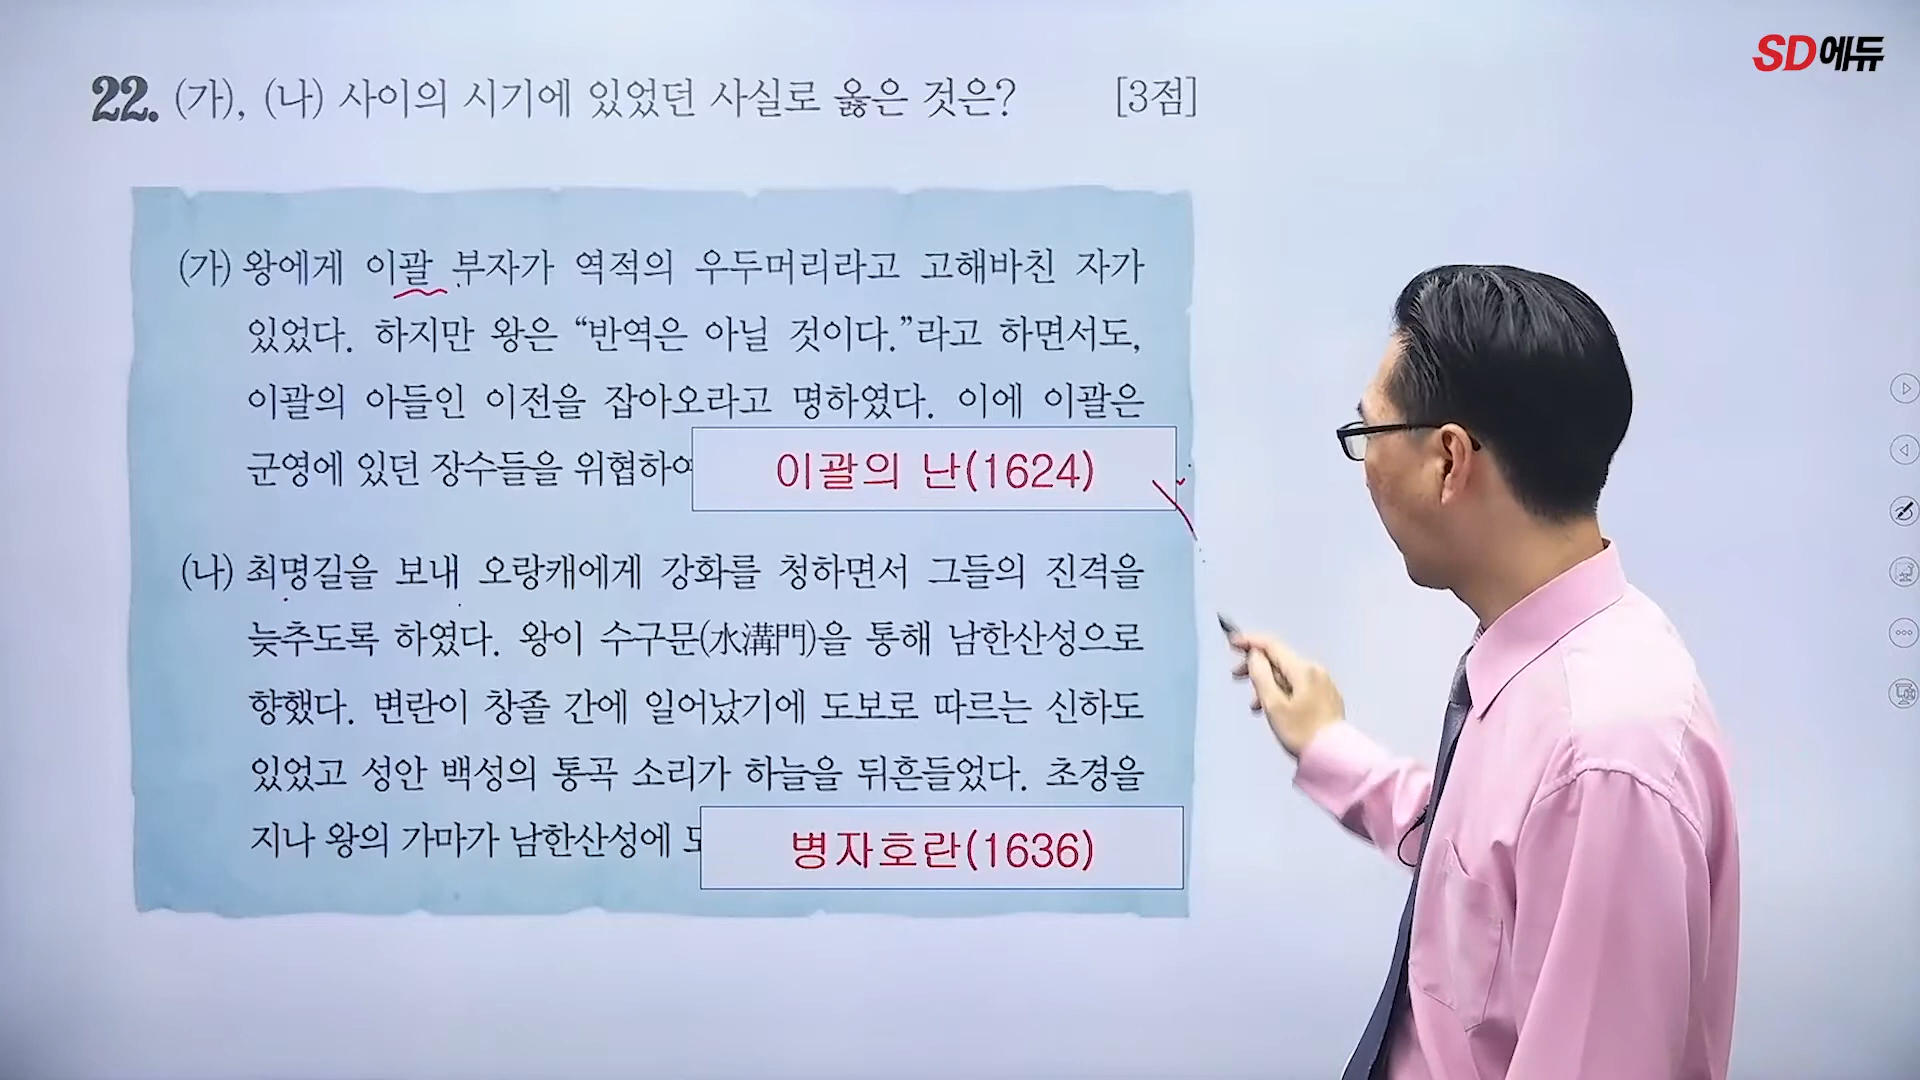 SD에듀
22. (가), (나) 사이의 시기에 있었던 사실로 옳은 것은? [3점]
(가) 왕에게 이괄 부자가 역적의 우두머리라고 고해바친 자가
있었다. 하지만 왕은 “반역은 아닐 것이다.”라고 하면서도,
이괄의 아들인 이전을 잡아오라고 명하였다. 이에 이괄은
군영에 있던 장수들을 위협하여
이괄의 난(1624)
(나) 최명길을 보내 오랑캐에게 강화를 청하면서 그들의 진격을
늦추도록 하였다. 왕이 수구문(水溝門)을 통해 남한산성으로
향했다. 변란이 창졸 간에 일어났기에 도보로 따르는 신하도
있었고 성안 백성의 통곡 소리가 하늘을 뒤흔들었다. 초경을
지나 왕의 가마가 남한산성에
병자호란(1636)